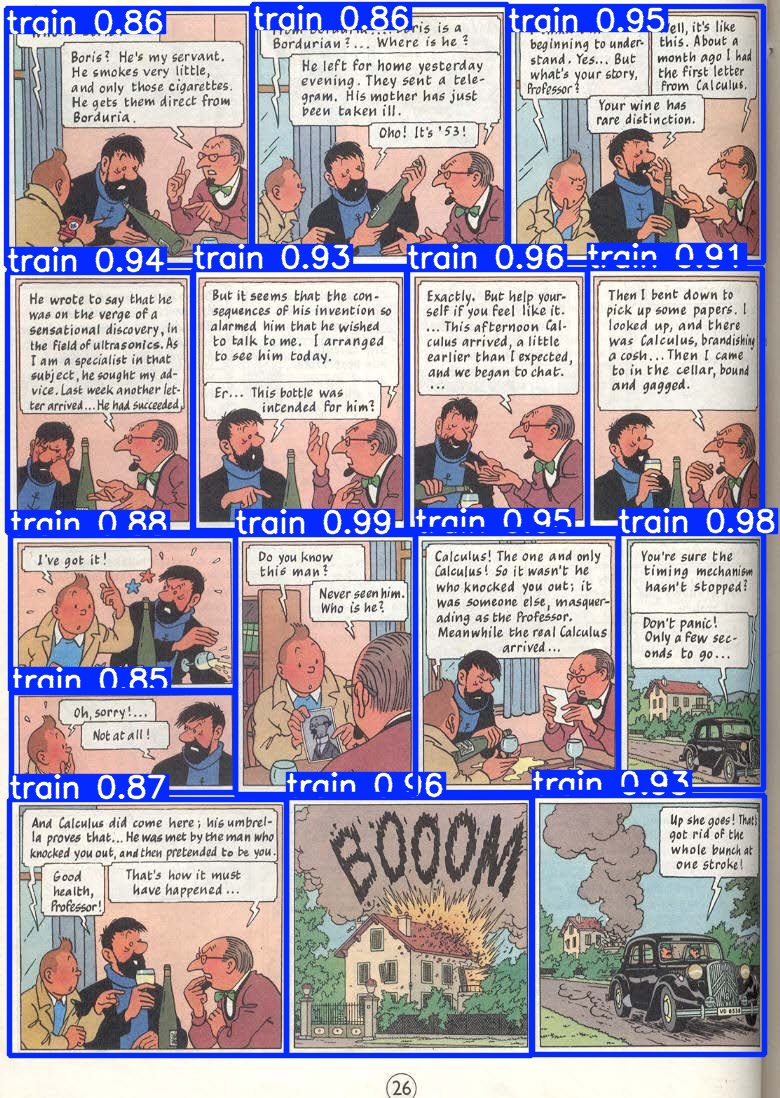 train 0.86
Boris? He's my servant.
He smokes very little,
and only those cigarettes.
He gets them direct from
Borduria.
train 0.86
Bordurian?... Where is he?
He left for home yesterday
evening. They sent a tele-
gram. His mother has just
been taken ill.
Oho! It's '53!
train 0.95
beginning to under-
stand. Yes... But
what's your story,
Professor?
Well, it's like
this. About a
month ago I had
the first letter
from Calculus.
Your wine has
rare distinction.
train 0.94
He wrote to say that he
was on the verge of a
sensational discovery, in
the field of ultrasonics. As
I am a specialist in that
subject, he sought my ad-
vice. Last week another let-
ter arrived... He had succeeded,
train 0.93
But it seems that the con-
sequences of his invention so
alarmed him that he wished
to talk to me. I arranged
to see him today.
Er... This bottle was
intended for him?
train 0.96
Exactly. But help your-
self if you feel like it.
... This afternoon Cal-
culus arrived, a little
earlier than I expected,
and we began to chat.
...
train 0.91
Then I bent down to
pick up some papers. I
looked up, and there
was Calculus, brandishing
a cosh... Then I came
to in the cellar, bound
and gagged.
train 0.88
I've got it!
train 0.85
Oh, sorry!...
Not at all!
train 0.99
Do you know
this man?
Never seen him.
Who is he?
train 0.95
Calculus! The one and only
Calculus! So it wasn't he
who knocked you out; it
was someone else, masquer-
ading as the Professor.
Meanwhile the real Calculus
arrived...
train 0.98
You're sure the
timing mechanism
hasn't stopped?
Don't panic!
Only a few sec-
onds to go...
train 0.87
And Calculus did come here; his umbrel-
la proves that... He was met by the man who
knocked you out, and then pretended to be you.
Good
health,
Professor!
That's how it must
have happened...
train 0.96
BOOOM
train 0.93
Up she goes! That's
got rid of the
whole bunch at
one stroke!
26